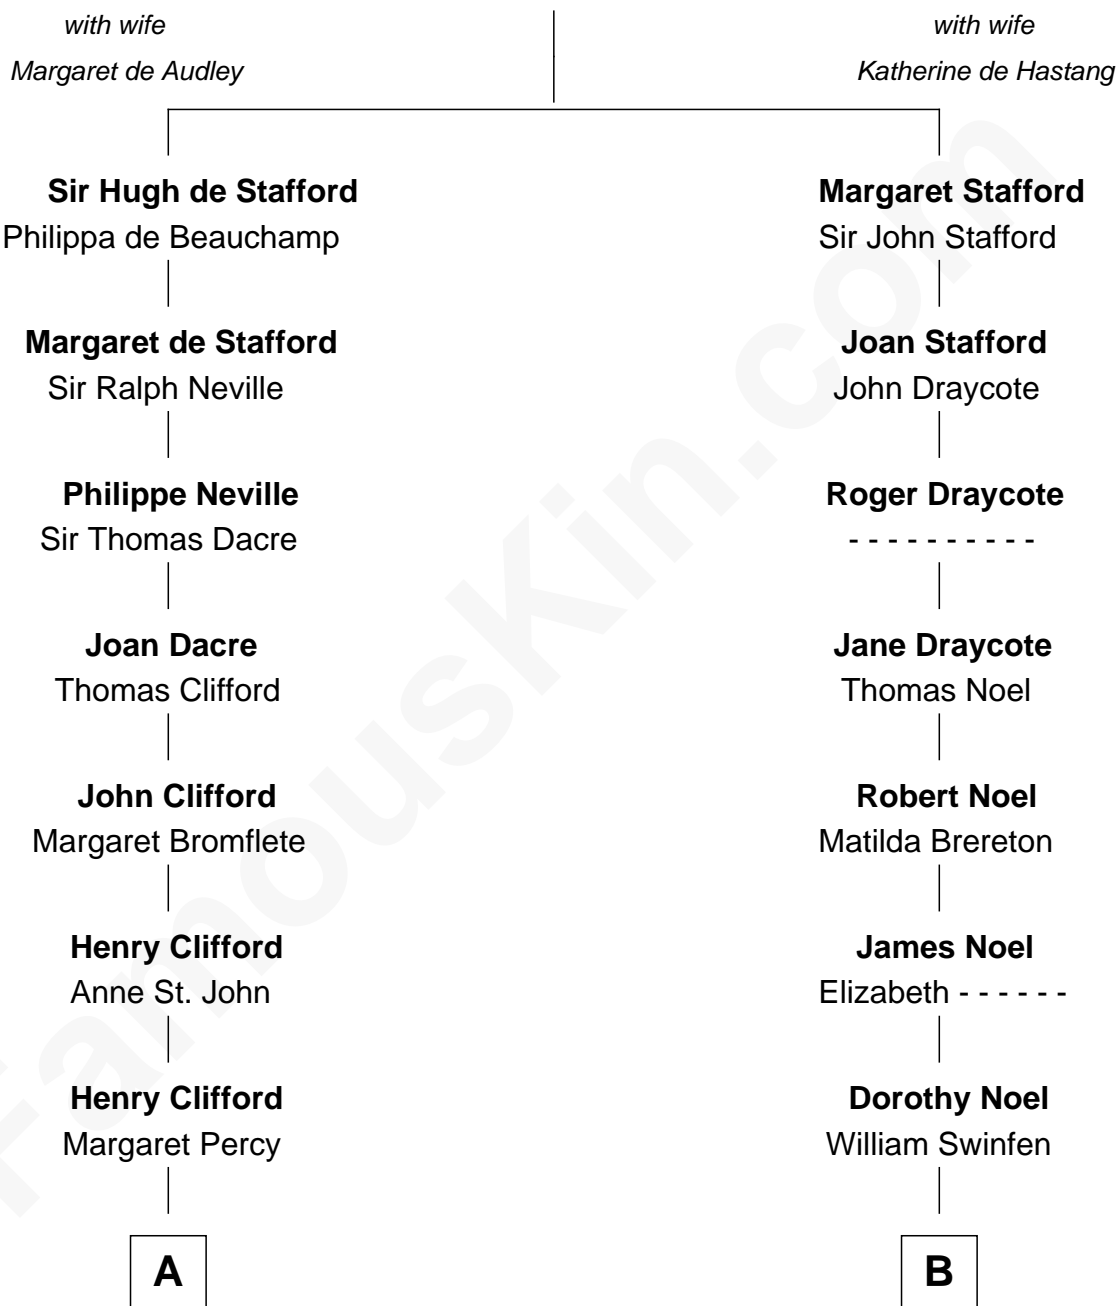 with wife
Margaret de Audley
with wife
Katherine de Hastang
Sir Hugh de Stafford
Philippa de Beauchamp
Margaret Stafford
Sir John Stafford
Margaret de Stafford
Sir Ralph Neville
Joan Stafford
John Draycote
Philippe Neville
Sir Thomas Dacre
Roger Draycote
- - - - - - - - - -
Joan Dacre
Thomas Clifford
Jane Draycote
Thomas Noel
John Clifford
Margaret Bromflete
Robert Noel
Matilda Brereton
Henry Clifford
Anne St. John
James Noel
Elizabeth - - - - - -
Henry Clifford
Margaret Percy
Dorothy Noel
William Swinfen
A
B
FamousKin.com